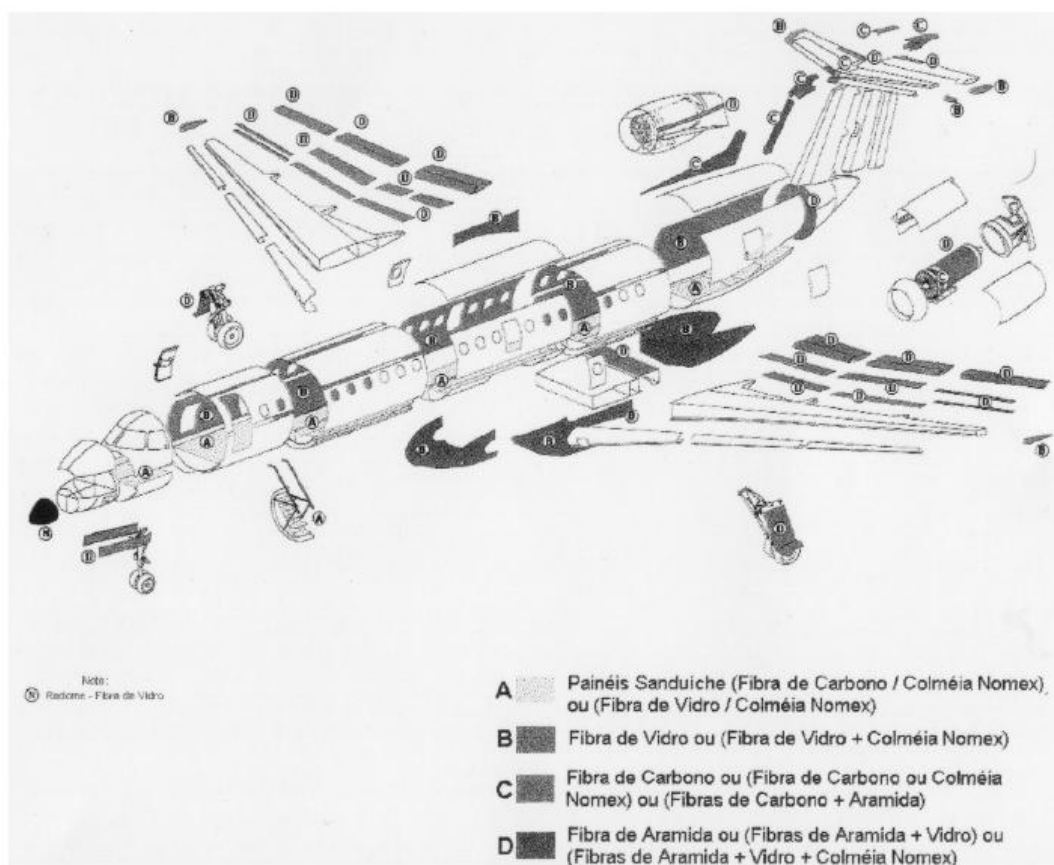 B C C
C D D
D C
B H D B
D C B
H D
C D
D
B
D
B
B
A
D
B
D
B
B
A
D
D D D
B
A
D
D
B
A
D
B
B
B
A
A
N
A
D
D
Note:
N Radome - Fibra de Vidro
A Painéis Sanduíche (Fibra de Carbono / Colméia Nomex)
ou (Fibra de Vidro / Colméia Nomex)
B Fibra de Vidro ou (Fibra de Vidro + Colméia Nomex)
C Fibra de Carbono ou (Fibra de Carbono ou Colméia
Nomex) ou (Fibras de Carbono + Aramida)
D Fibra de Aramida ou (Fibras de Aramida + Vidro) ou
(Fibras de Aramida + Vidro + Colméia Nomex)